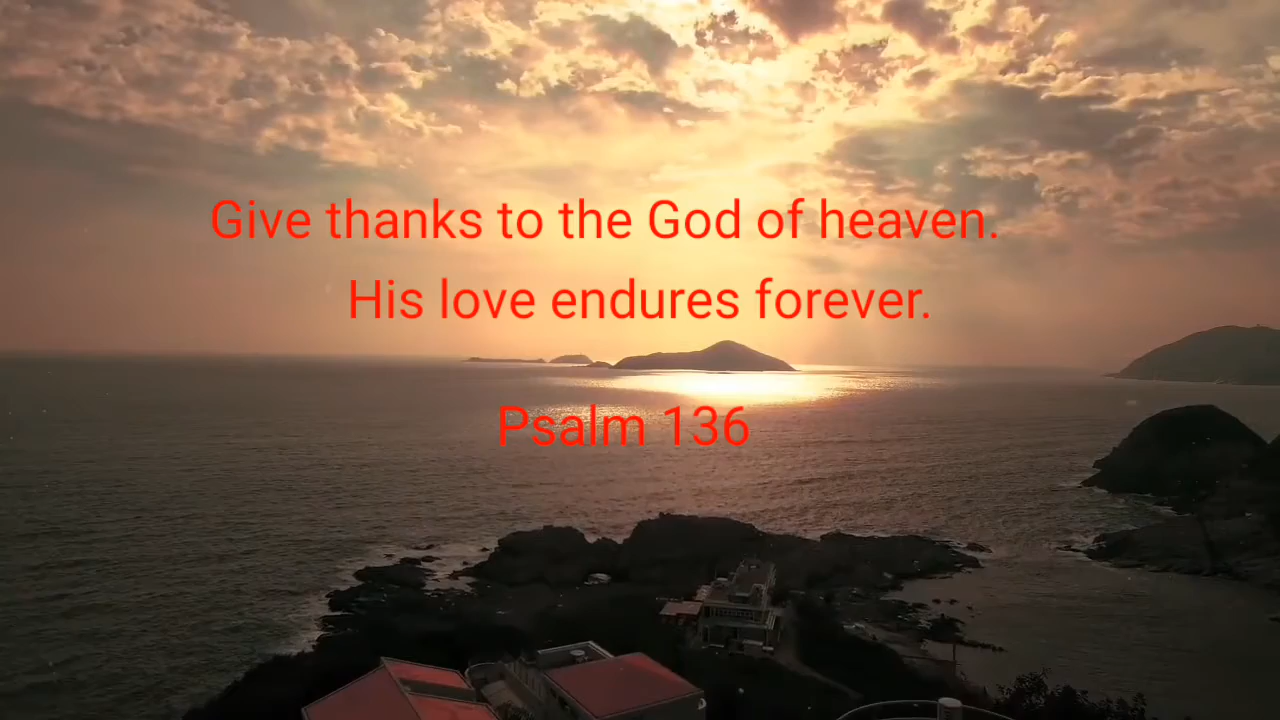 Give thanks to the God of heaven.
His love endures forever.
Psalm 136